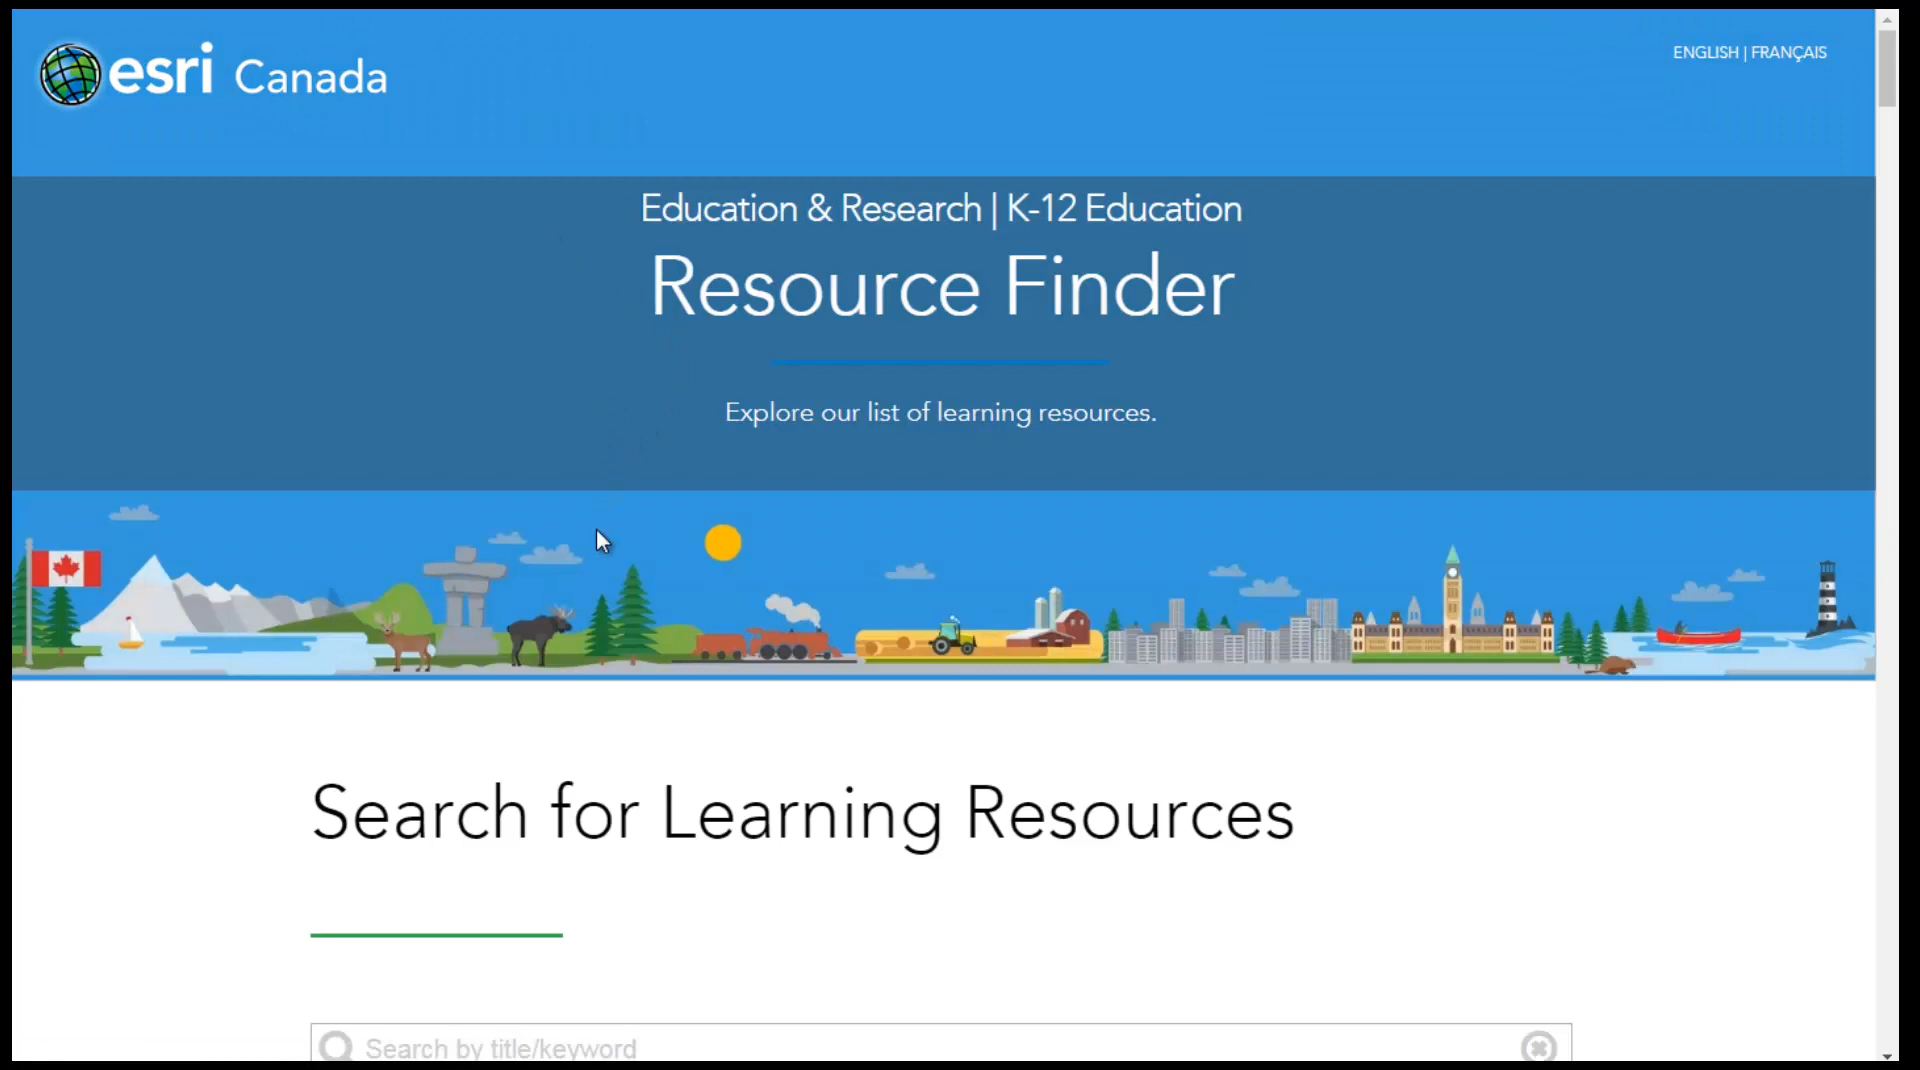 esri Canada
ENGLISH | FRANÇAIS
Education & Research | K-12 Education
Resource Finder
Explore our list of learning resources.
Search for Learning Resources
Search by title/keyword